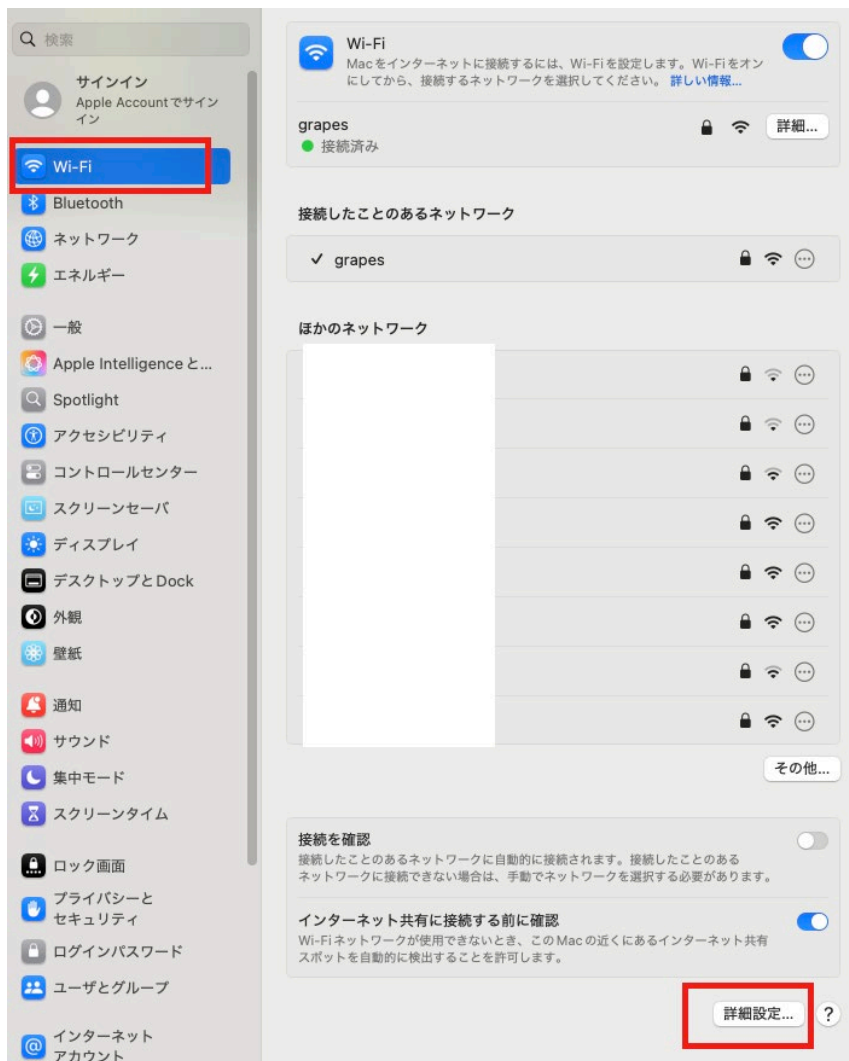 検索
サインイン
Apple Accountでサイン
イン
Wi-Fi
Bluetooth
ネットワーク
エネルギー
一般
Apple Intelligence と...
Spotlight
アクセシビリティ
コントロールセンター
スクリーンセーバ
ディスプレイ
デスクトップとDock
外観
壁紙
通知
サウンド
集中モード
スクリーンタイム
ロック画面
プライバシーと
セキュリティ
ログインパスワード
ユーザとグループ
インターネット
アカウント
Wi-Fi
Macをインターネットに接続するには、Wi-Fiを設定します。Wi-Fiをオン
にしてから、接続するネットワークを選択してください。 詳しい情報...
grapes
詳細...
接続済み
接続したことのあるネットワーク
grapes
ほかのネットワーク
その他...
接続を確認
接続したことのあるネットワークに自動的に接続されます。接続したことのある
ネットワークに接続できない場合は、手動でネットワークを選択する必要があります。
インターネット共有に接続する前に確認
Wi-Fiネットワークが使用できないとき、このMacの近くにあるインターネット共有
スポットを自動的に検出することを許可します。
詳細設定...
?